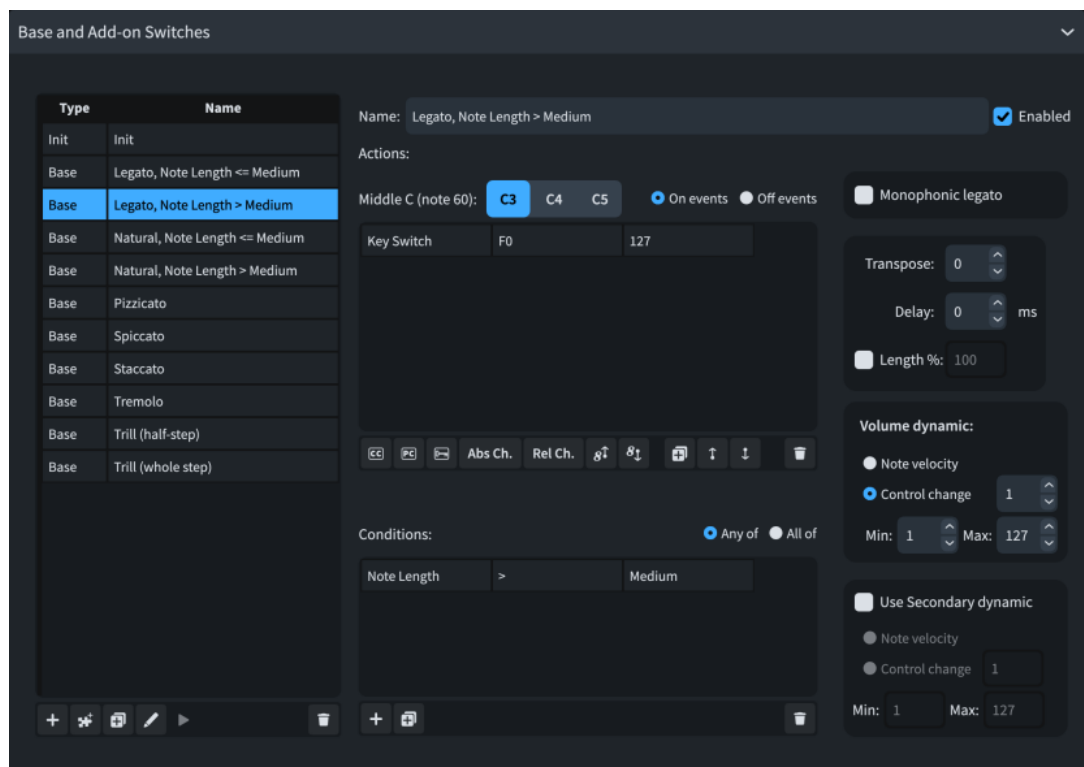 Base and Add-on Switches
Type Name
Init Init
Base Legato, Note Length <= Medium
Base Legato, Note Length > Medium
Base Natural, Note Length <= Medium
Base Natural, Note Length > Medium
Base Pizzicato
Base Spiccato
Base Staccato
Base Tremolo
Base Trill (half-step)
Base Trill (whole step)
Name: Legato, Note Length > Medium Enabled
Actions:
Middle C (note 60): C3 C4 C5 On events Off events
Key Switch F0 127
CC PC Abs Ch. Rel Ch. 8 8
Conditions: Any of All of
Note Length > Medium
Monophonic legato
Transpose: 0
Delay: 0 ms
Length %: 100
Volume dynamic:
Note velocity
Control change 1
Min: 1 Max: 127
Use Secondary dynamic
Note velocity
Control change 1
Min: 1 Max: 127